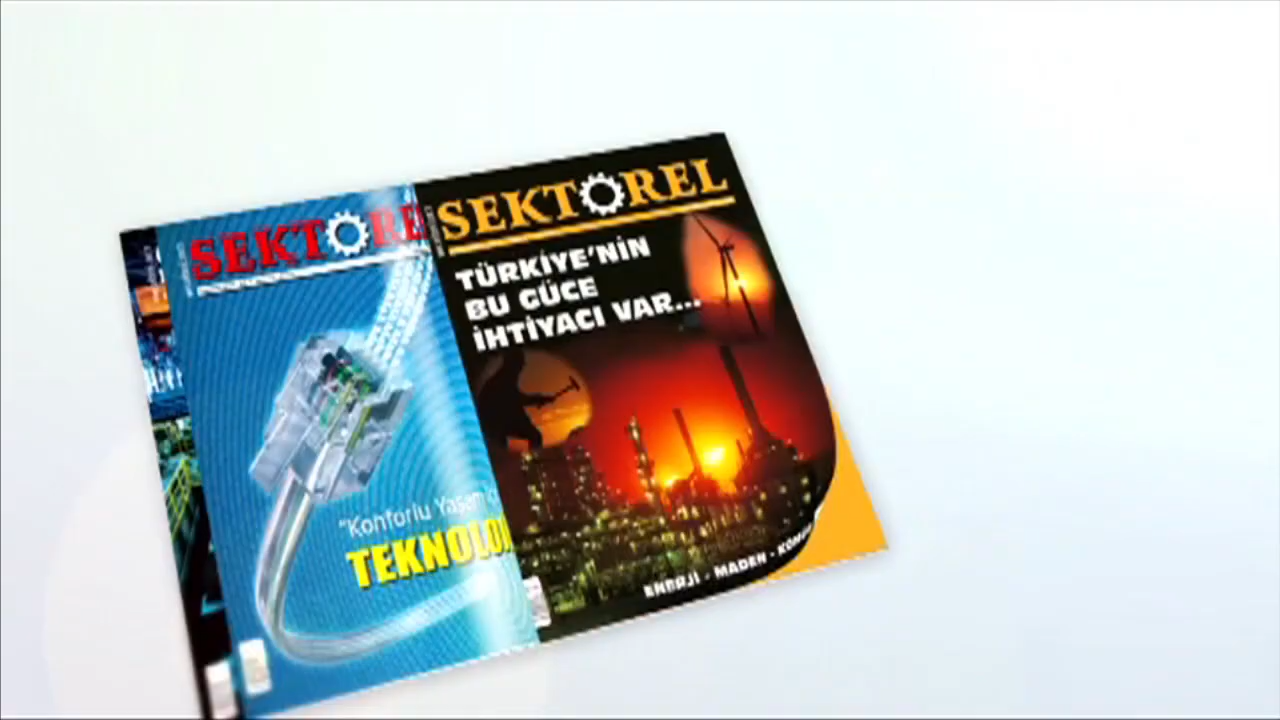 SEKTORE
"Konforlu Yaşam
TEKNOLO
SEKTOREL
TÜRKİYE'NİN
BU GÜCE
İHTİYACI VAR...
ENERJİ - MADEN -